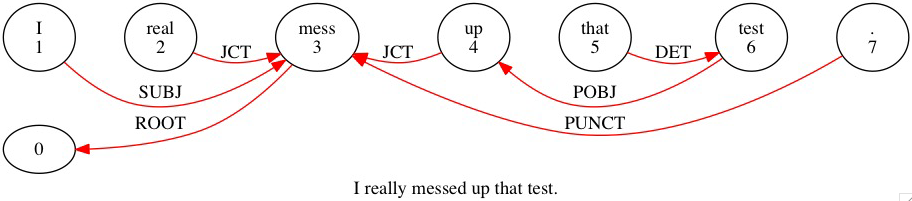 I real mess up that test .
1 2 3 4 5 6 7
JCT JCT DET
SUBJ POBJ
ROOT PUNCT
0
I really messed up that test.